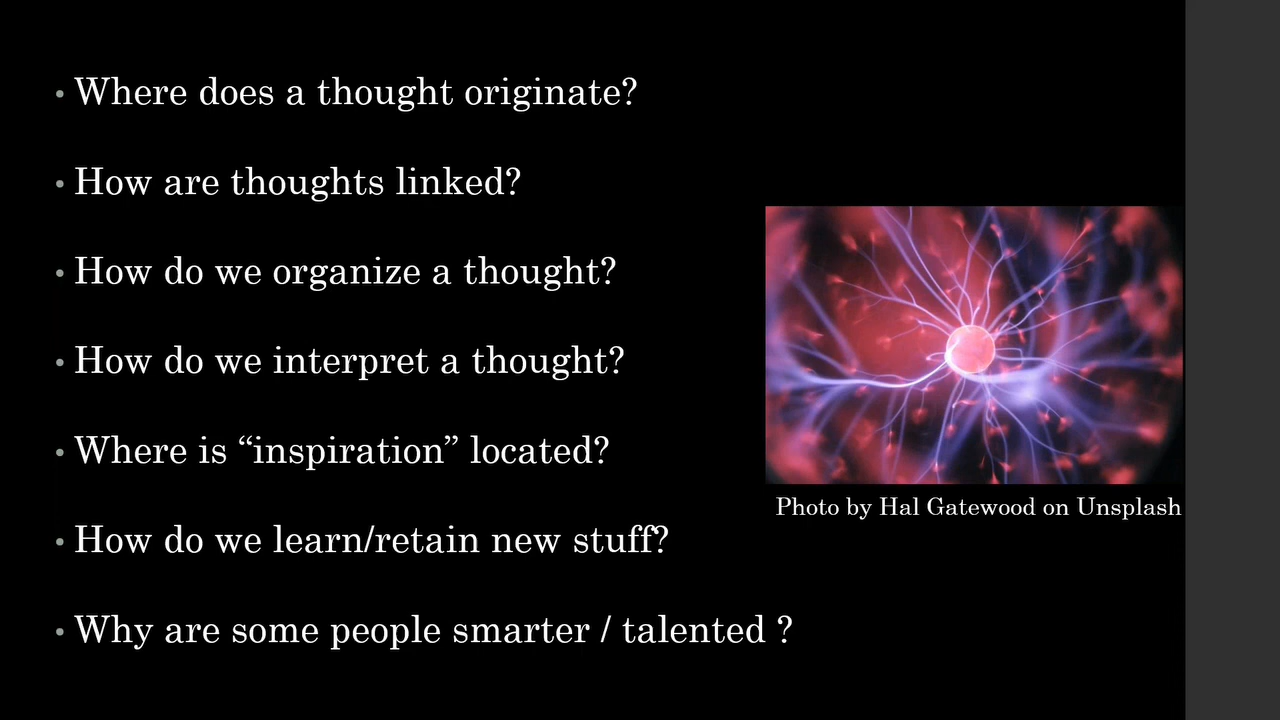 Where does a thought originate?
How are thoughts linked?
How do we organize a thought?
How do we interpret a thought?
Where is “inspiration” located?
Photo by Hal Gatewood on Unsplash
How do we learn/retain new stuff?
Why are some people smarter / talented ?